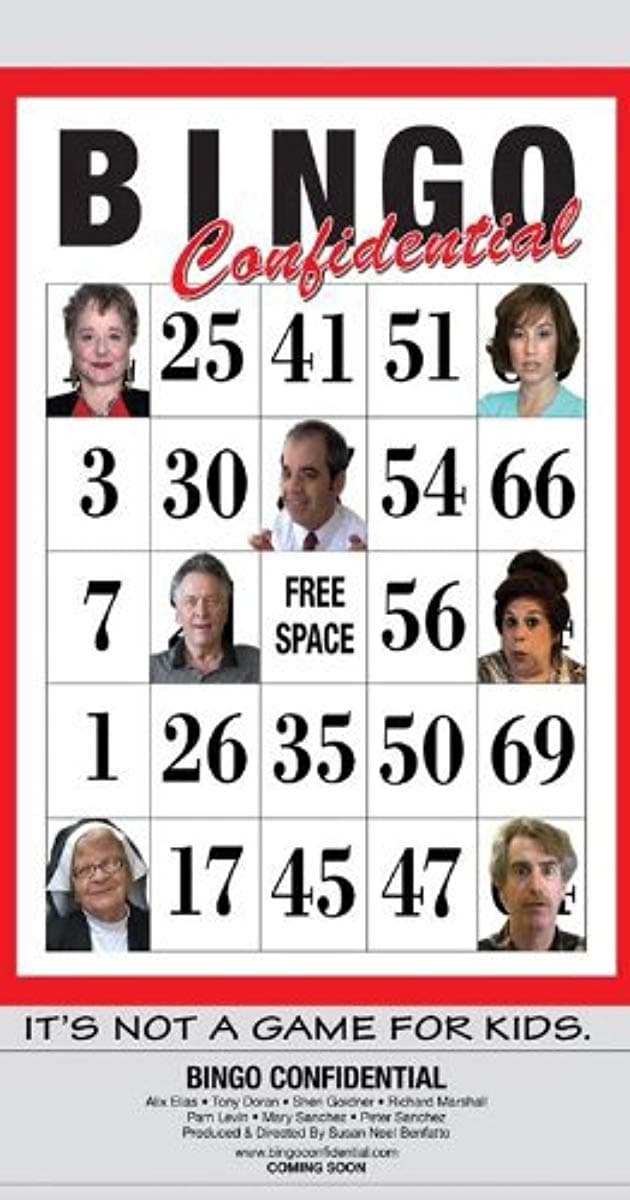 BINGO
Confidential
25 41 51
3 30 54 66
7 FREE SPACE 56
1 26 35 50 69
17 45 47
IT'S NOT A GAME FOR KIDS.
BINGO CONFIDENTIAL
Alix Elias • Tony Doran • Sheri Goldner • Richard Marshall
Pam Levin • Mary Sanchez • Peter Sanchez
Produced & Directed By Susan Noel Benfatto
www.bingoconfidential.com
COMING SOON